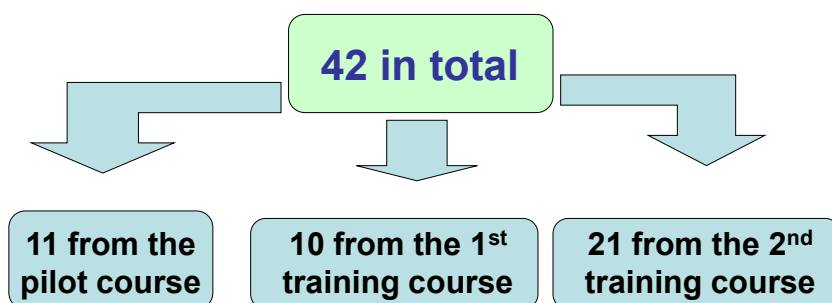 42 in total
11 from the
pilot course
10 from the 1st
training course
21 from the 2nd
training course